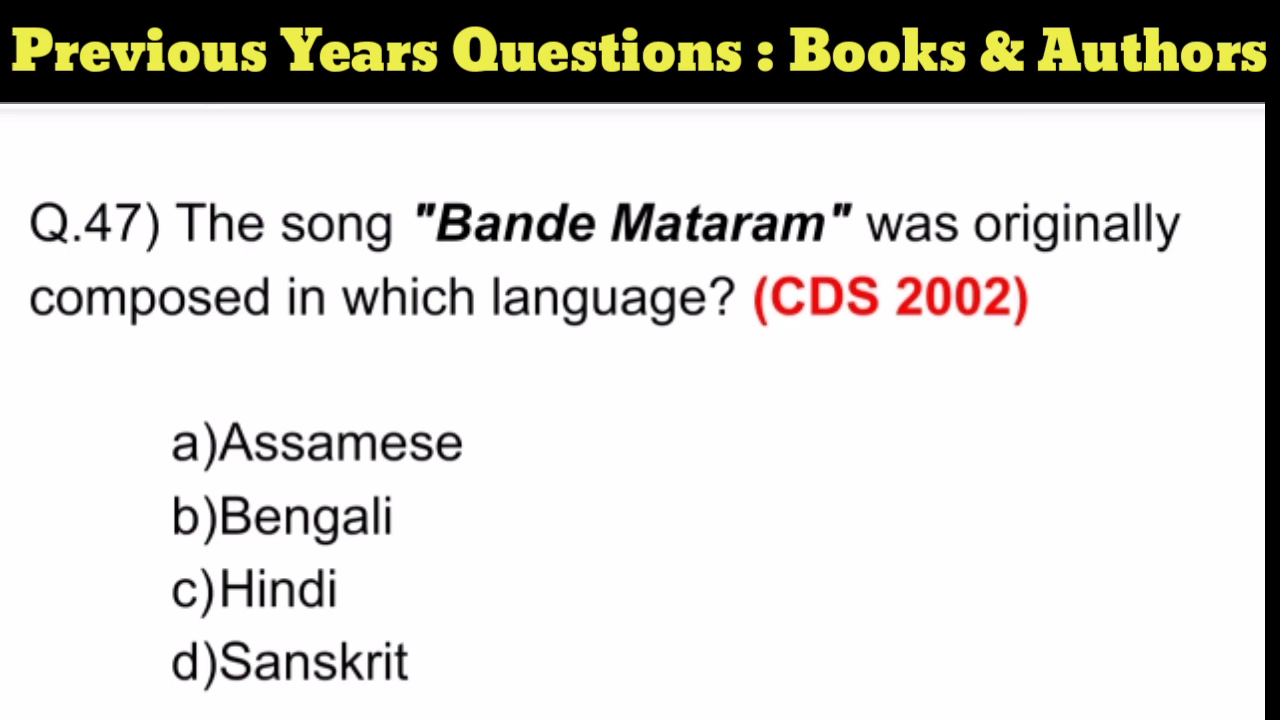 Previous Years Questions : Books & Authors
Q.47) The song "Bande Mataram" was originally
composed in which language? (CDS 2002)
a)Assamese
b)Bengali
c)Hindi
d)Sanskrit